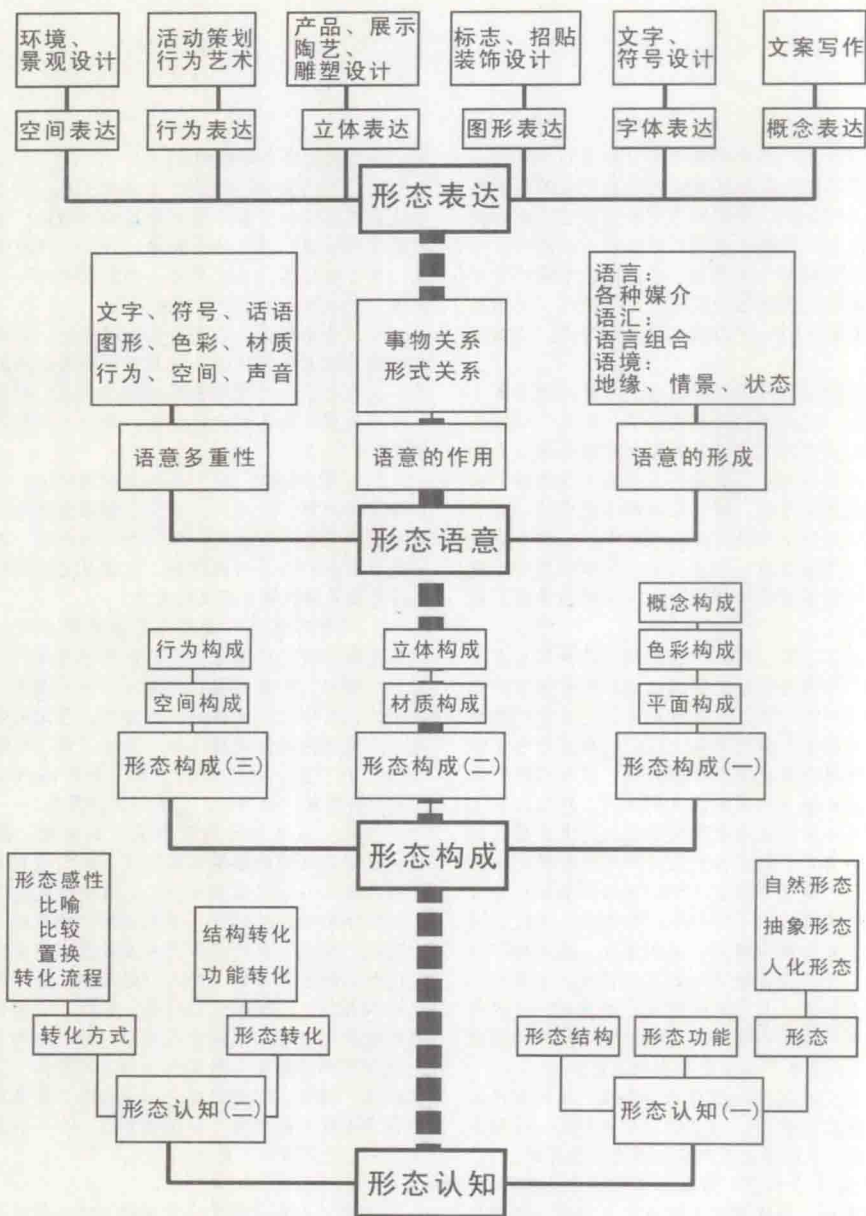 环境、
景观设计
活动策划
行为艺术
产品、展示
陶艺、
雕塑设计
标志、招贴
装饰设计
文字、
符号设计
文案写作
空间表达
行为表达
立体表达
图形表达
字体表达
概念表达
形态表达
文字、符号、话语
图形、色彩、材质
行为、空间、声音
事物关系
形式关系
语言：
各种媒介
语汇：
语言组合
语境：
地缘、情景、状态
语意多重性
语意的作用
语意的形成
形态语意
概念构成
行为构成
立体构成
色彩构成
空间构成
材质构成
平面构成
形态构成(三)
形态构成(二)
形态构成(一)
形态构成
形态感性
比喻
比较
置换
转化流程
结构转化
功能转化
自然形态
抽象形态
人化形态
转化方式
形态转化
形态结构
形态功能
形态
形态认知(二)
形态认知(一)
形态认知